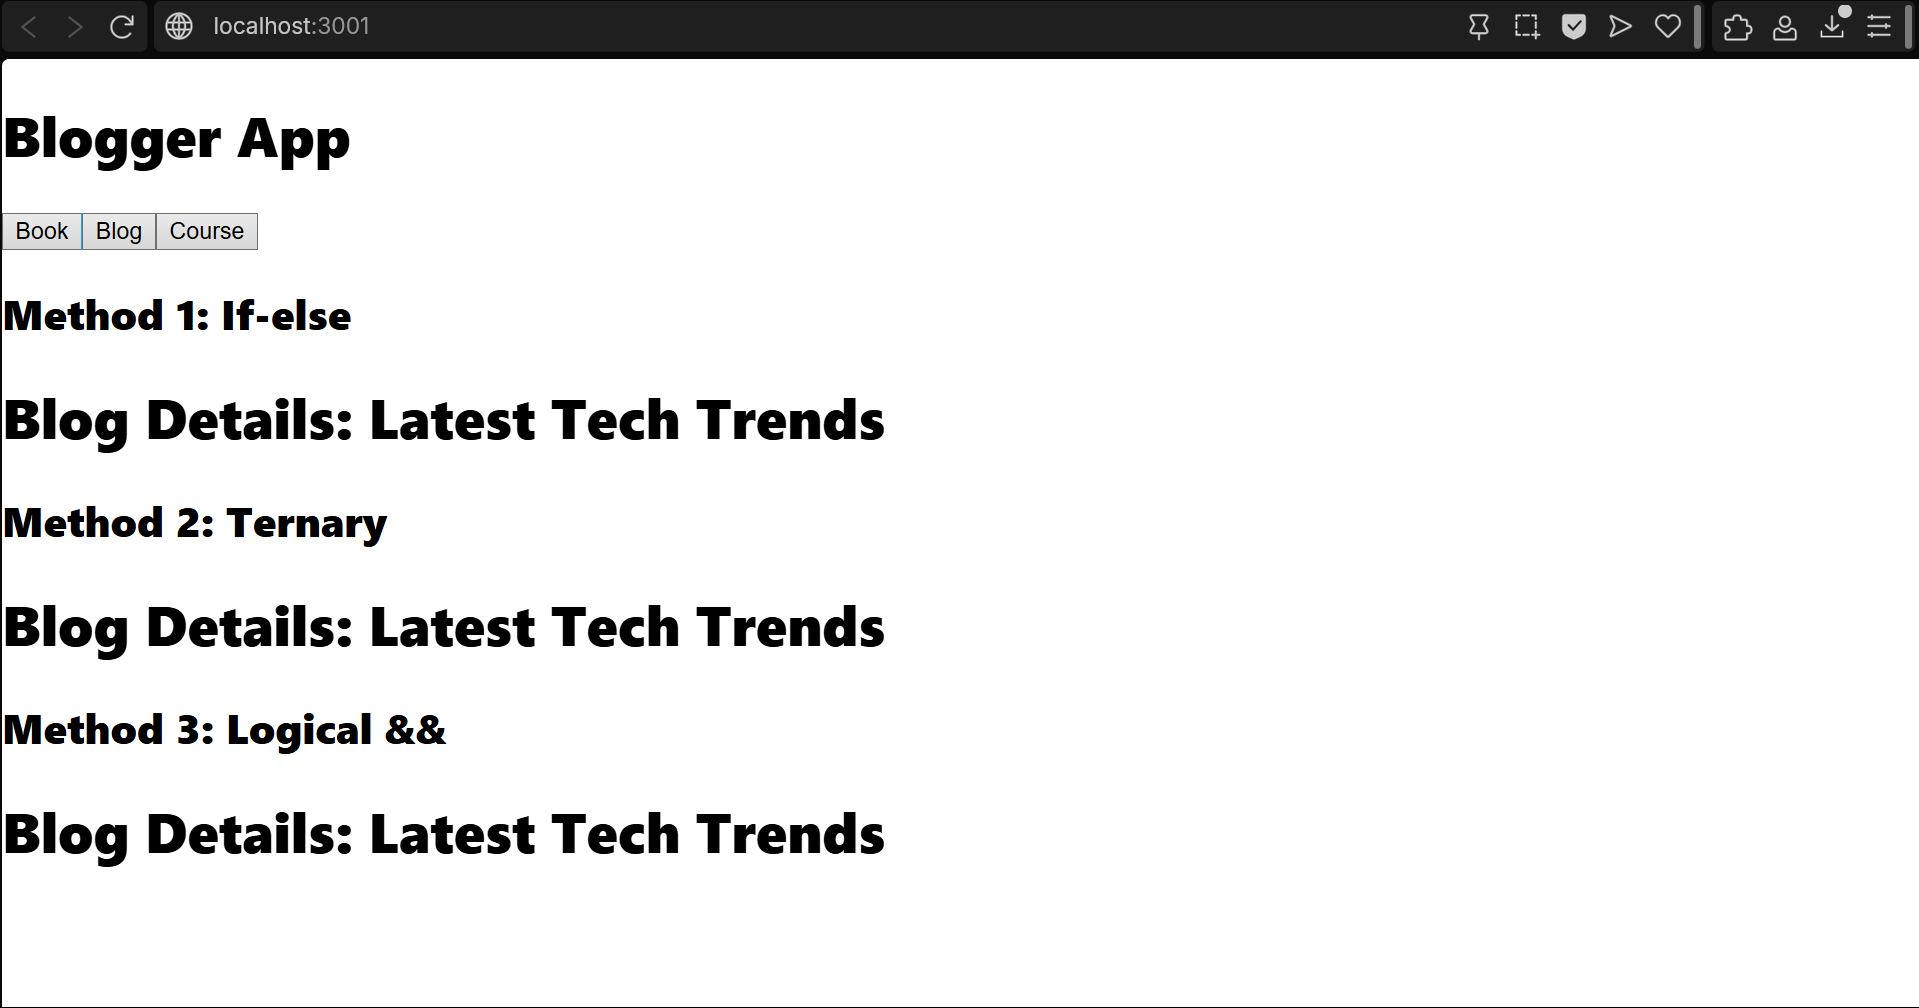 localhost:3001
Blogger App
Book Blog Course
Method 1: If-else
Blog Details: Latest Tech Trends
Method 2: Ternary
Blog Details: Latest Tech Trends
Method 3: Logical &&
Blog Details: Latest Tech Trends